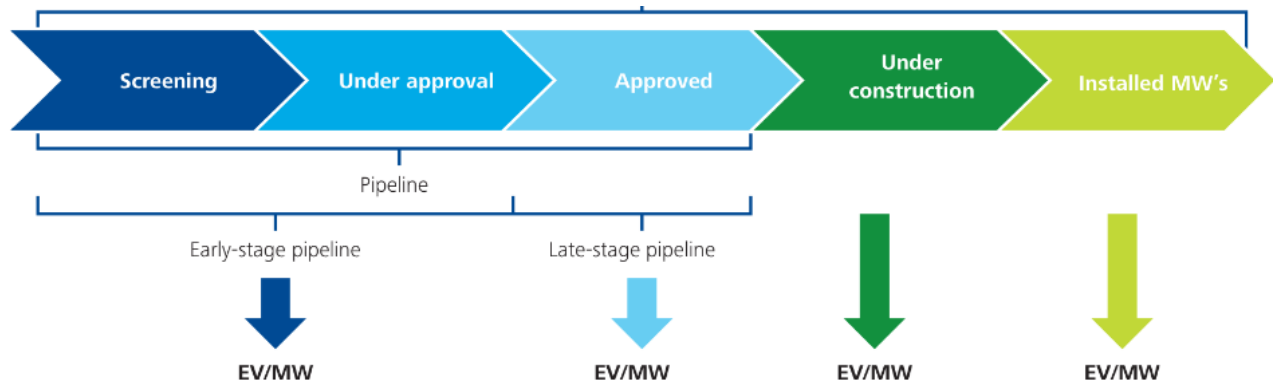 Screening
Under approval
Approved
Under
construction
Installed MW's
Pipeline
Early-stage pipeline
Late-stage pipeline
EV/MW
EV/MW
EV/MW
EV/MW